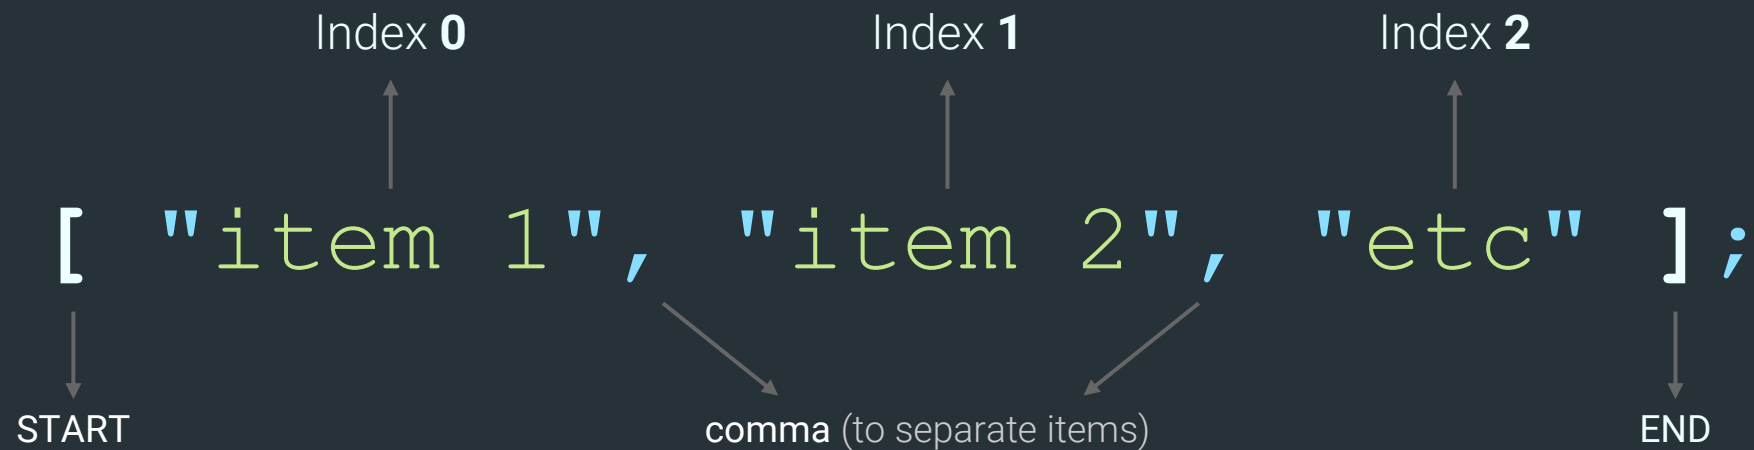 Index 0 Index 1 Index 2
[ "item 1", "item 2", "etc" ];
START comma (to separate items) END